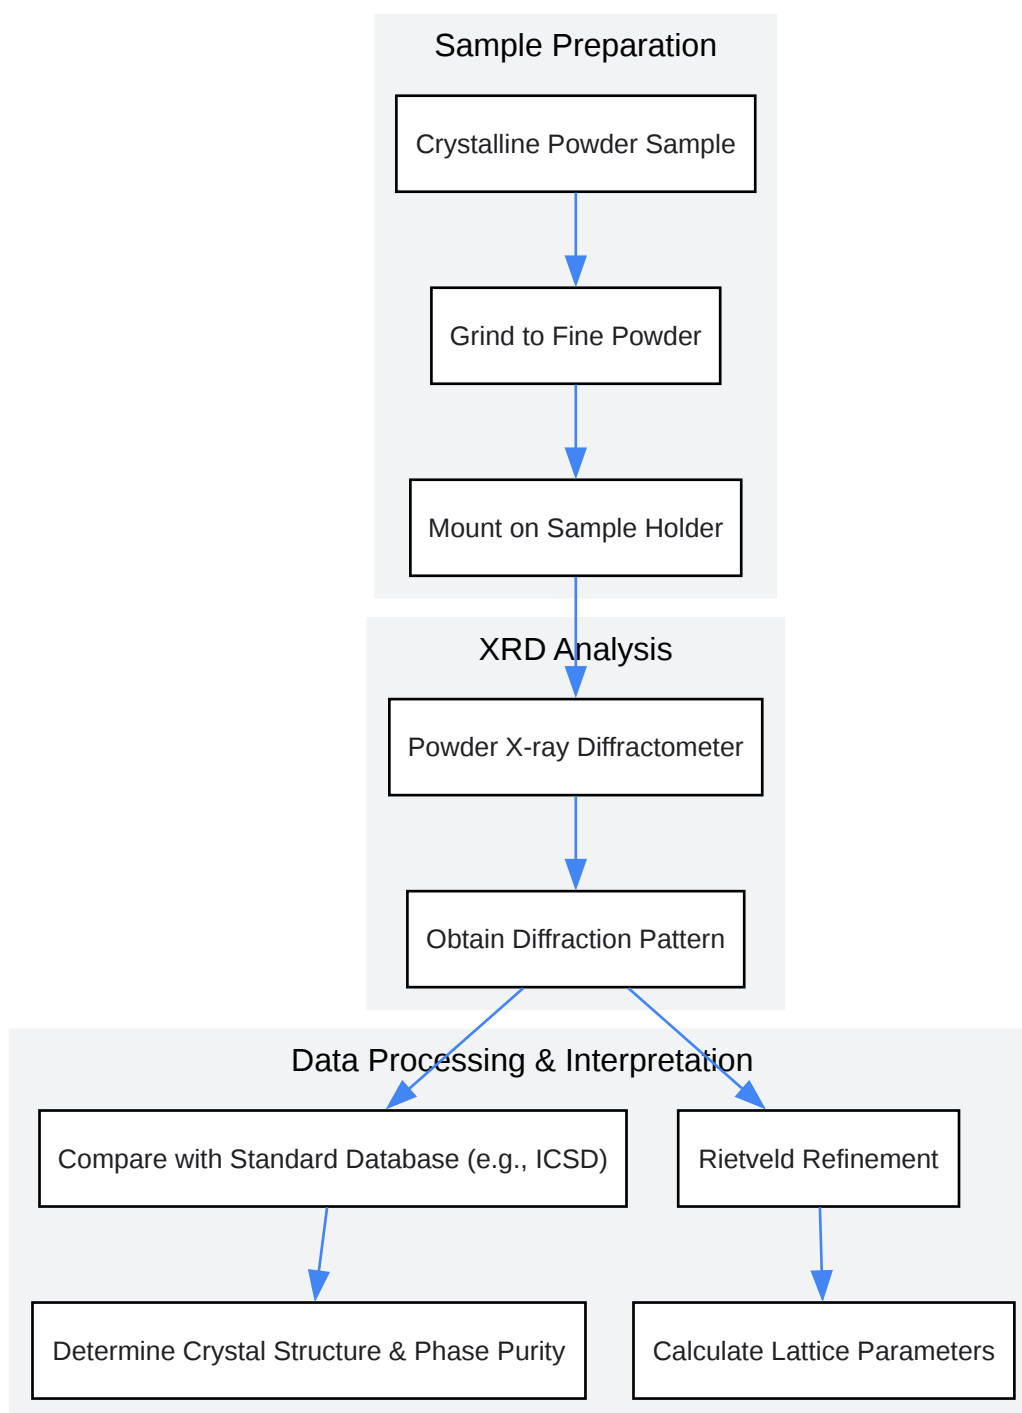 Sample Preparation
Crystalline Powder Sample
Grind to Fine Powder
Mount on Sample Holder
XRD Analysis
Powder X-ray Diffractometer
Obtain Diffraction Pattern
Data Processing & Interpretation
Compare with Standard Database (e.g., ICSD)
Rietveld Refinement
Determine Crystal Structure & Phase Purity
Calculate Lattice Parameters